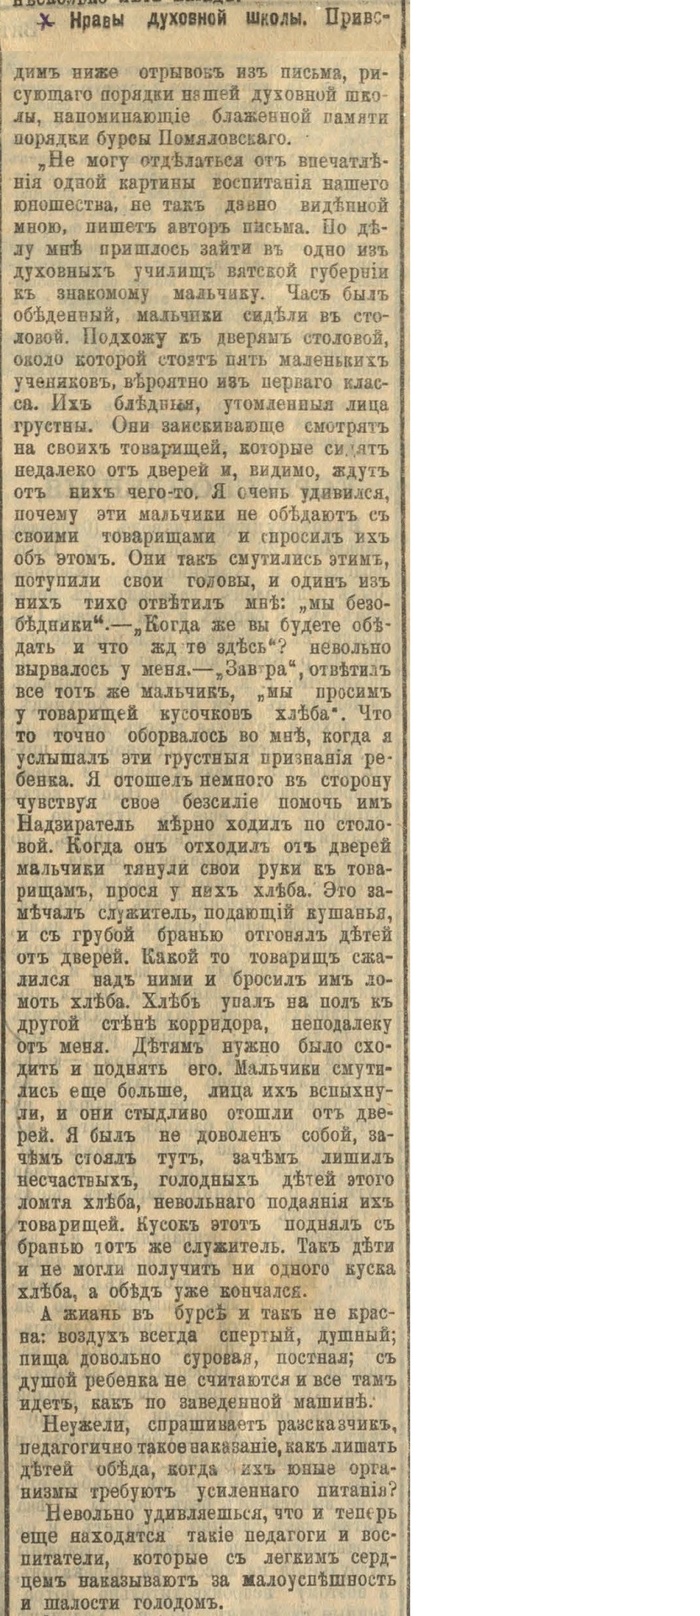 Нравы духовной школы. Приво-
димъ ниже отрывокъ изъ письма, ри-
сующаго порядки нашей духовной шко-
лы, напоминающіе блаженной памяти
порядки бурсы Помяловскаго.
„Не могу отдѣлаться отъ впечатлѣ-
нія одной картины воспитанія нашего
юношества, не такъ давно видѣнной
мною, пишетъ авторъ письма. По дѣ-
лу мнѣ пришлось зайти въ одно изъ
духовныхъ училищъ вятской губерніи
къ знакомому мальчику. Часъ былъ
обѣденный, мальчики сидѣли въ сто-
ловой. Подхожу къ дверямъ столовой,
около которой стоятъ пять маленькихъ
учениковъ, вѣроятно изъ перваго клас-
са. Ихъ блѣдныя, утомленныя лица
грустны. Они заискивающе смотрятъ
на своихъ товарищей, которые сидятъ
недалеко отъ дверей и, видимо, ждутъ
отъ нихъ чего-то. Я очень удивился,
почему эти мальчики не обѣдаютъ съ
своими товарищами и спросилъ ихъ
объ этомъ. Они такъ смутились этимъ,
потупили свои головы, и одинъ изъ
нихъ тихо отвѣтилъ мнѣ: „мы безо-
бѣдники“.—„Когда же вы будете обѣ-
дать и что жд те здѣсь“? невольно
вырвалось у меня.—„Завтра“, отвѣтилъ
все тотъ же мальчикъ, „мы просимъ
у товарищей кусочковъ хлѣба“. Что
то точно оборвалось во мнѣ, когда я
услышалъ эти грустныя признанія ре-
бенка. Я отошелъ немного въ сторону
чувствуя свое безсиліе помочь имъ
Надзиратель мѣрно ходилъ по столо-
вой. Когда онъ отходилъ отъ дверей
мальчики тянули свои руки къ това-
рищамъ, прося у нихъ хлѣба. Это за-
мѣчалъ служитель, подающій кушанья,
и съ грубой бранью отгонялъ дѣтей
отъ дверей. Какой то товарищъ сжа-
лился надъ ними и бросилъ имъ ло-
моть хлѣба. Хлѣбъ упалъ на полъ къ
другой стѣнѣ корридора, неподалеку
отъ меня. Дѣтямъ нужно было схо-
дить и поднять его. Мальчики смути-
лись еще больше, лица ихъ вспыхну-
ли, и они стыдливо отошли отъ две-
рей. Я былъ не доволенъ собой, за-
чѣмъ стоялъ тутъ, зачѣмъ лишилъ
несчастныхъ, голодныхъ дѣтей этого
ломтя хлѣба, невольнаго подаянія ихъ
товарищей. Кусокъ этотъ поднялъ съ
бранью тотъ же служитель. Такъ дѣти
и не могли получить ни одного куска
хлѣба, а обѣдъ уже кончался.
А жизнь въ бурсѣ и такъ не крас-
на: воздухъ всегда спертый, душный;
пища довольно суровая, постная; съ
душой ребенка не считаются и все тамъ
идетъ, какъ по заведенной машинѣ.
Неужели, спрашиваетъ разсказчикъ,
педагогично такое наказаніе, какъ лишать
дѣтей обѣда, когда ихъ юные орга-
низмы требуютъ усиленнаго питанія?
Невольно удивляешься, что и теперь
еще находятся такіе педагоги и вос-
питатели, которые съ легкимъ серд-
цемъ наказываютъ за малоуспѣшность
и шалости голодомъ.